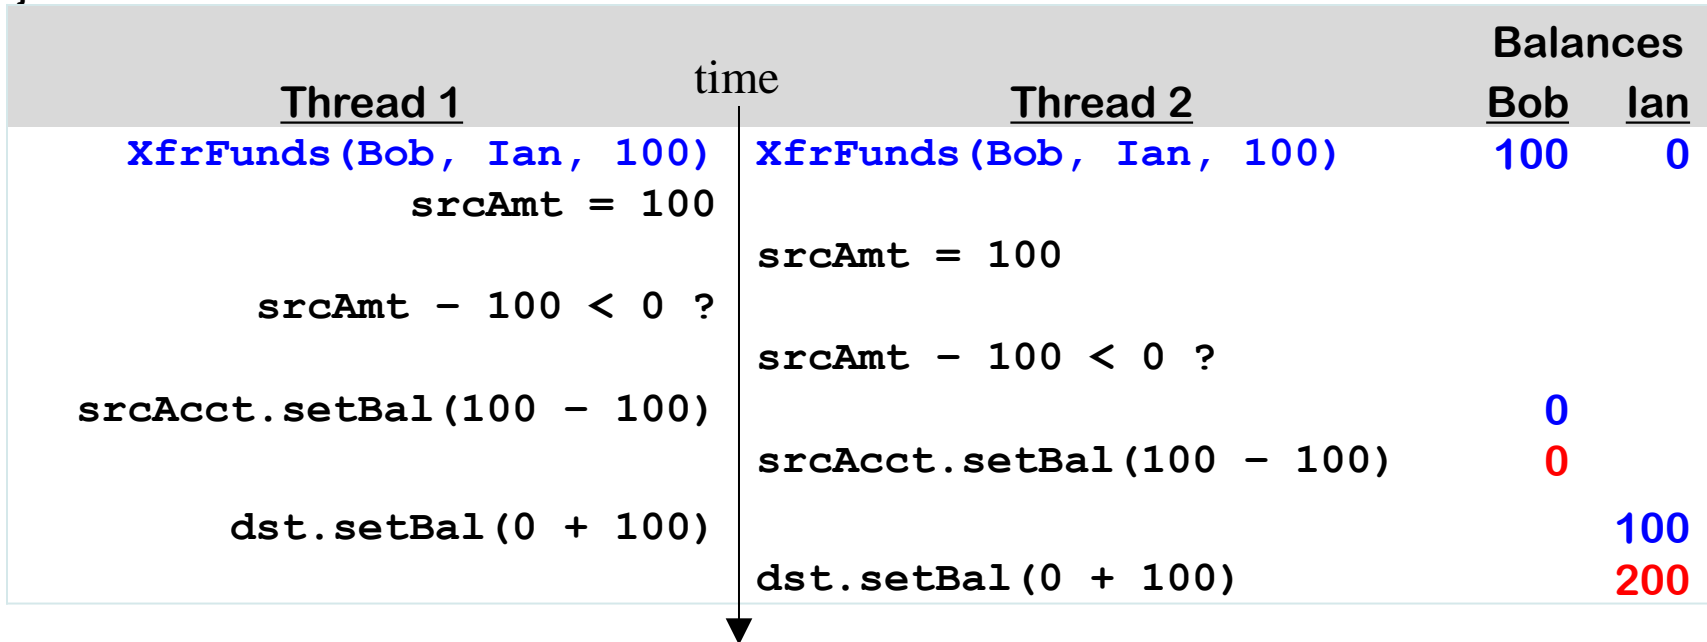 }
Balances
Thread 1 time Thread 2 Bob Ian
XfrFunds(Bob, Ian, 100) XfrFunds(Bob, Ian, 100) 100 0
srcAmt = 100
srcAmt = 100
srcAmt – 100 < 0 ?
srcAmt – 100 < 0 ?
srcAcct.setBal(100 – 100) 0
srcAcct.setBal(100 – 100) 0
dst.setBal(0 + 100) 100
dst.setBal(0 + 100) 200